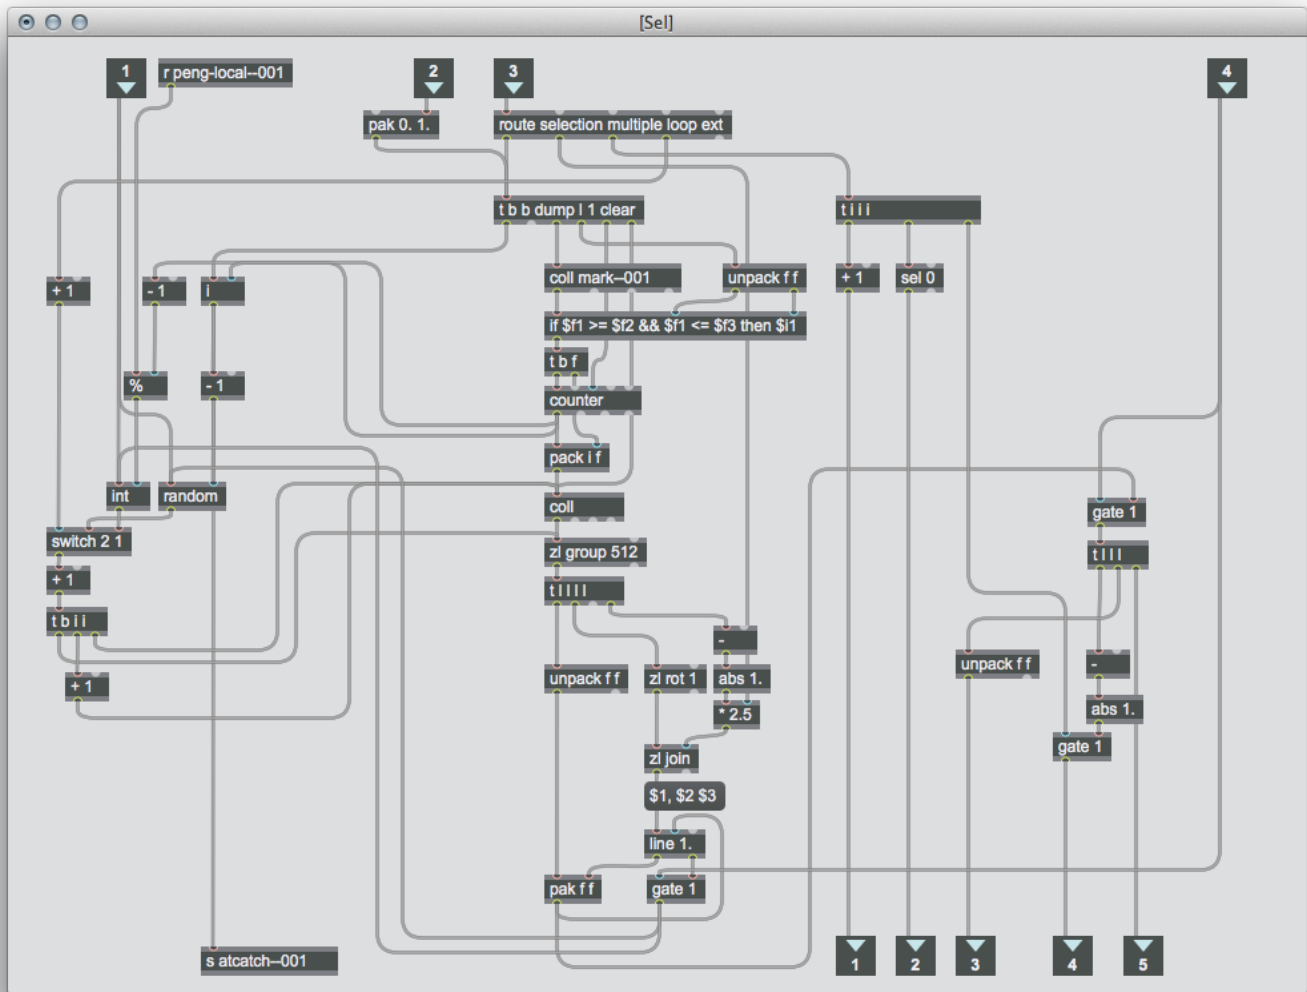 [Sel]
1
r peng-local--001
2
3
4
pak 0. 1.
route selection multiple loop ext
t b b dump l 1 clear
t i i i
+ 1
- 1
i
coll mark--001
unpack f f
+ 1
sel 0
if $f1 >= $f2 && $f1 <= $f3 then $i1
t b f
%
- 1
counter
pack i f
int
random
coll
gate 1
switch 2 1
zl group 512
t l l l
+ 1
t l l l l
t b i i
-
unpack f f
-
+ 1
unpack f f
zl rot 1
abs 1.
* 2.5
abs 1.
zl join
gate 1
$1, $2 $3
line 1.
pak f f
gate 1
s atcatch--001
1
2
3
4
5